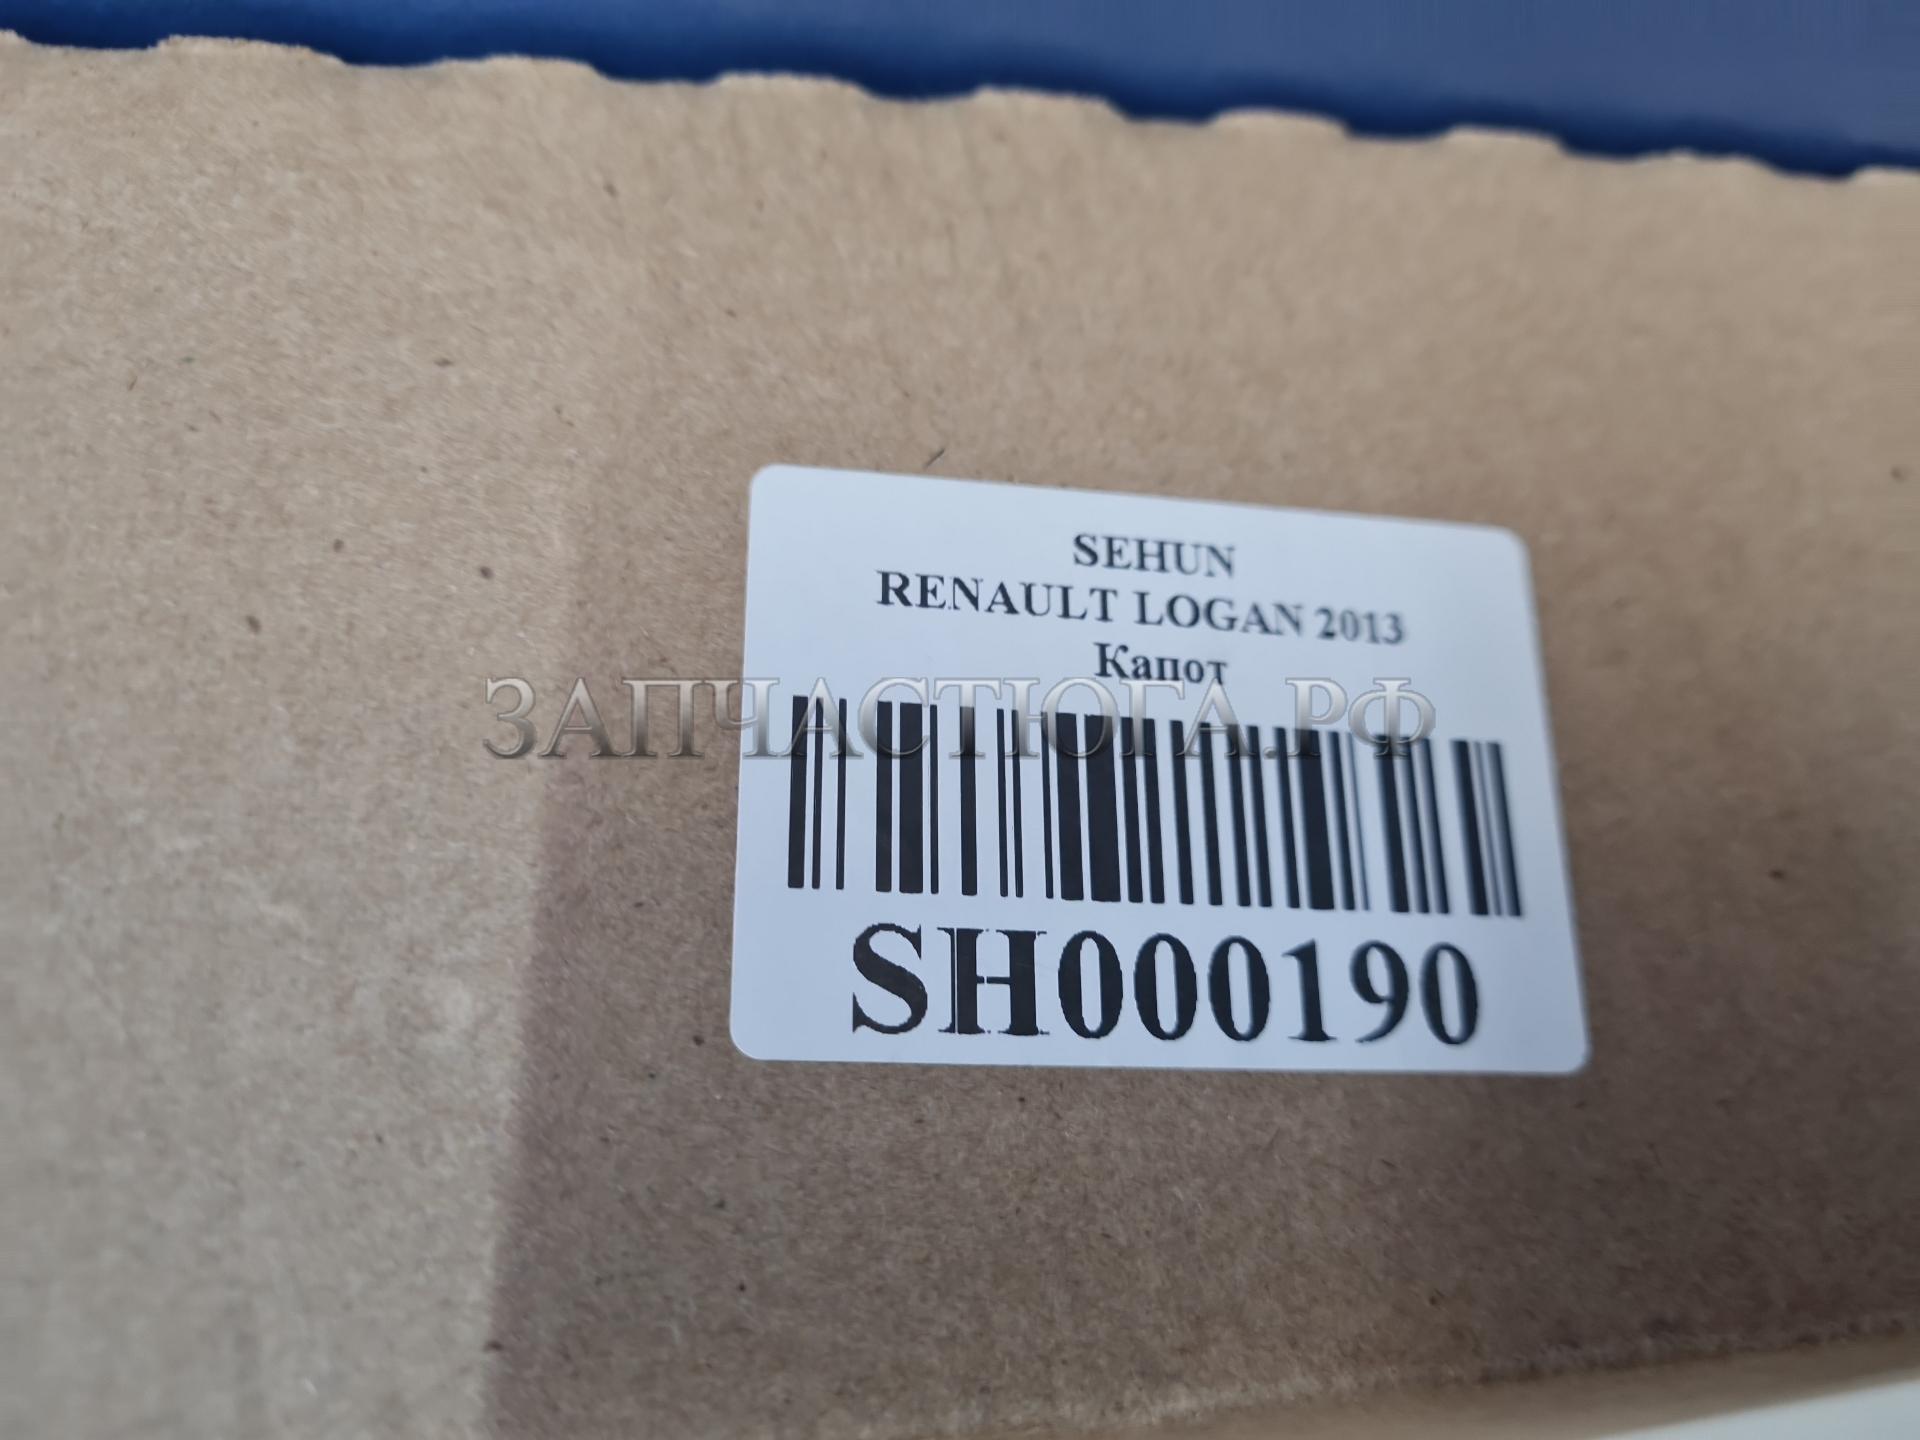 SEHUN
RENAULT LOGAN 2013
Капот
ЗАПЧАСТЮГА.РФ
SH000190